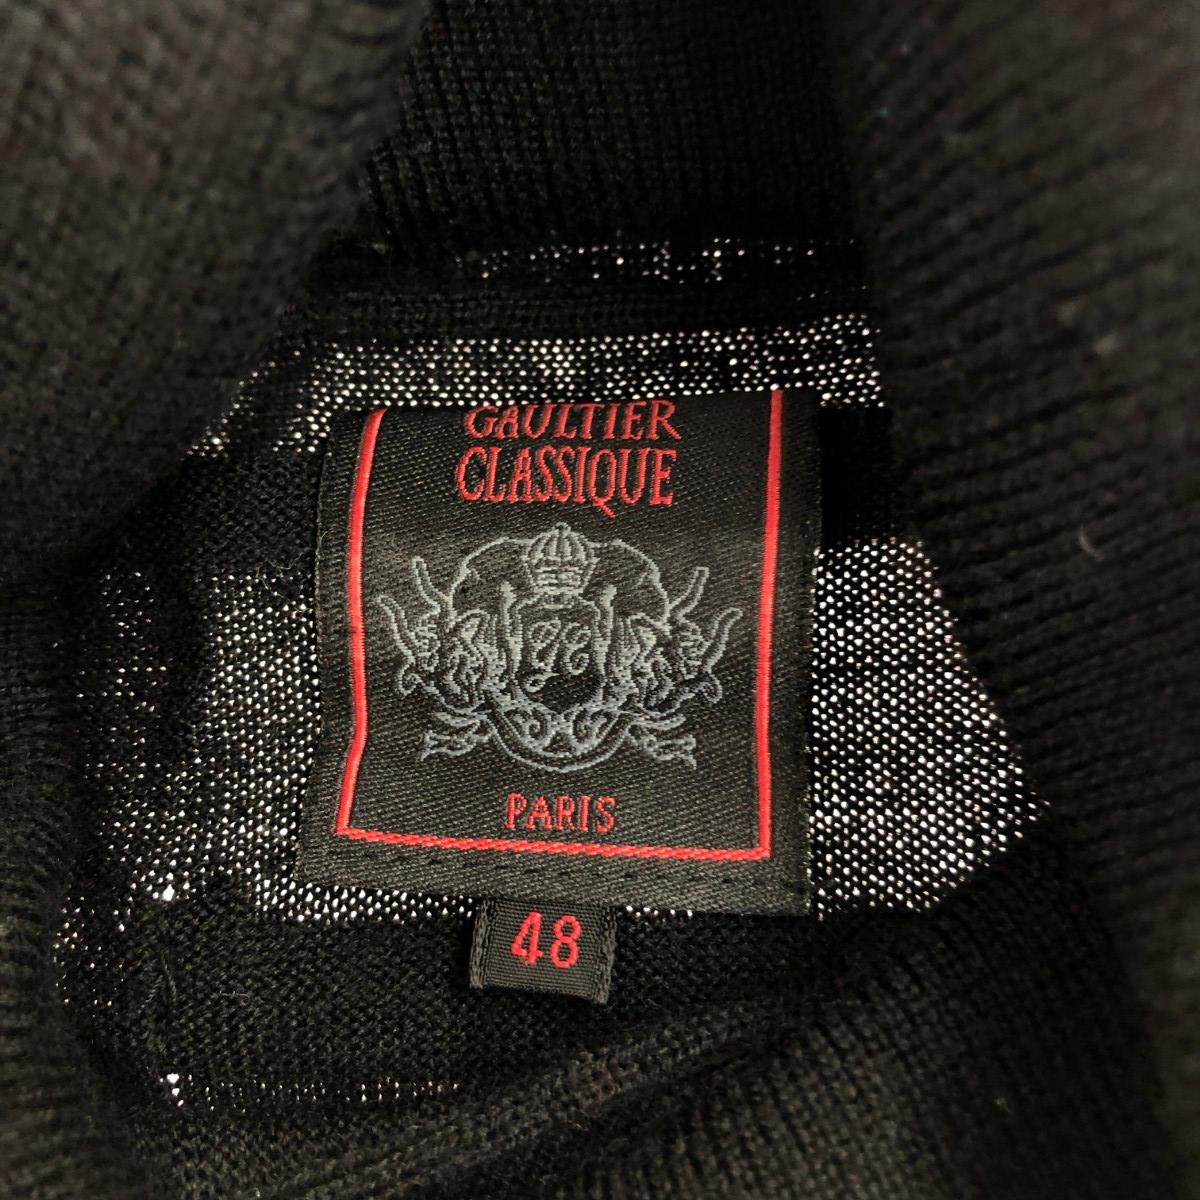 GAULTIER
CLASSIQUE
PARIS
48